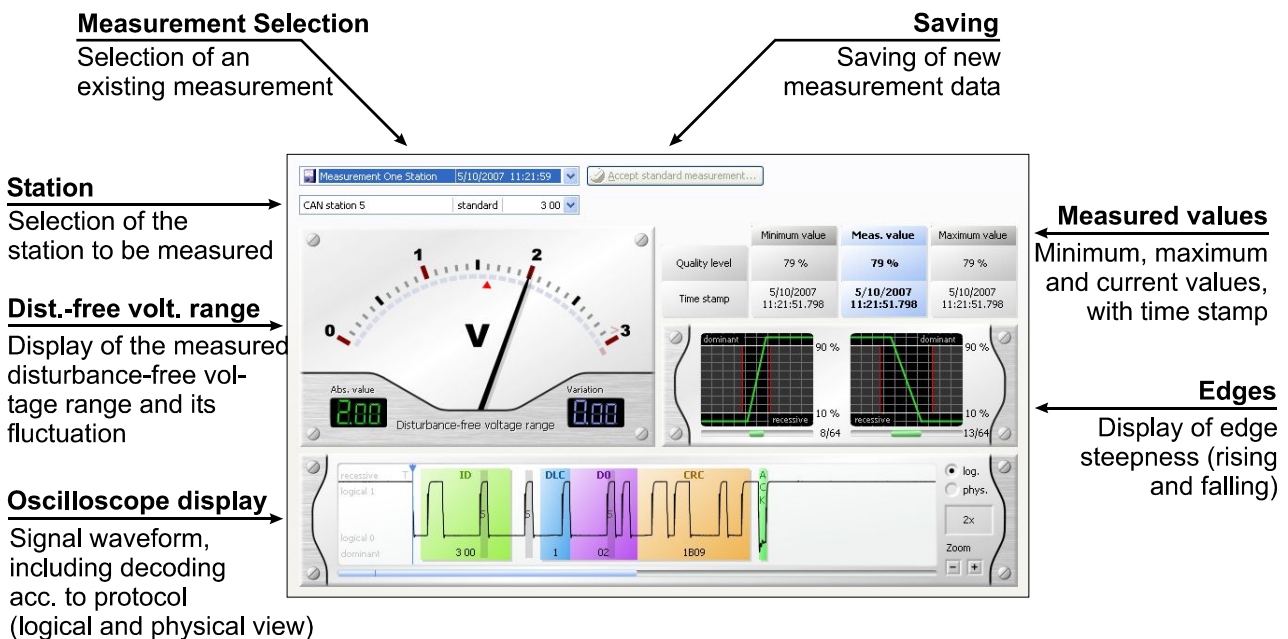 Measurement Selection
Selection of an
existing measurement
Saving
Saving of new
measurement data
Station
Selection of the
station to be measured
Dist.-free volt. range
Display of the measured
disturbance-free vol-
tage range and its
fluctuation
Oscilloscope display
Signal waveform,
including decoding
acc. to protocol
(logical and physical view)
Measurement One Station 5/10/2007 11:21:59
Accept standard measurement...
CAN station 5 standard 3 00
0 1 2 3
V
Abs. value
2.00
Disturbance-free voltage range
Variation
0.00
Minimum value Meas. value Maximum value
Quality level 79 % 79 % 79 %
Time stamp 5/10/2007 5/10/2007 5/10/2007
11:21:51.798 11:21:51.798 11:21:51.798
dominant
90 %
10 %
recessive
8/64
dominant
90 %
10 %
recessive
13/64
recessive T
logical 1
logical 0
dominant
ID DLC D0 CRC ACK
S S S
3 00 1 02 1B09
log.
phys.
2x
Zoom
- +
Measured values
Minimum, maximum
and current values,
with time stamp
Edges
Display of edge
steepness (rising
and falling)